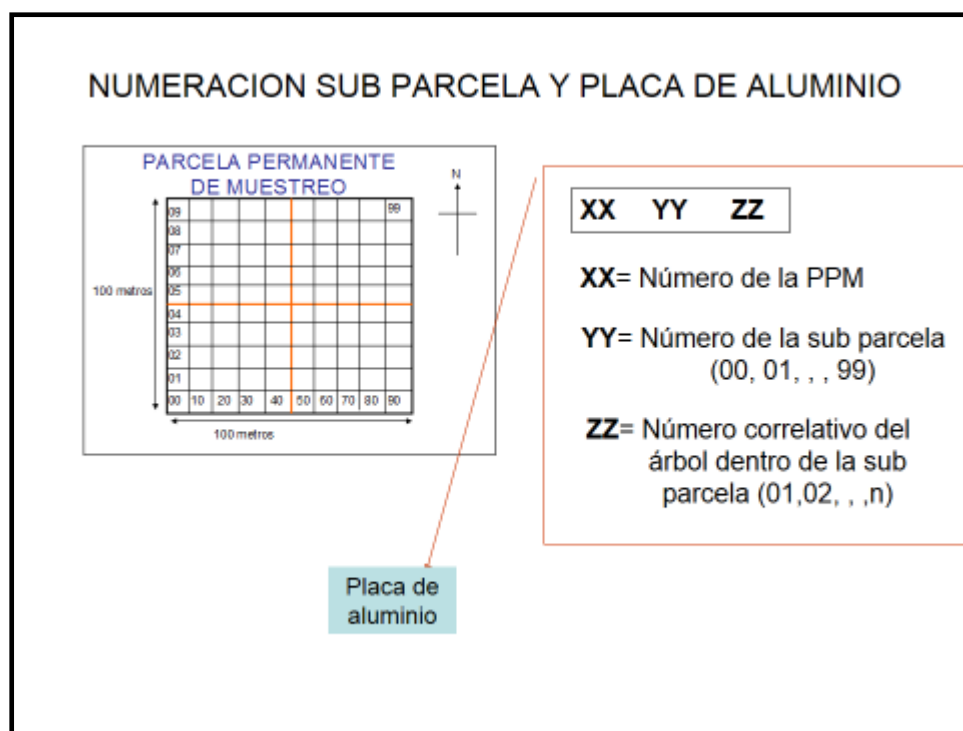 NUMERACION SUB PARCELA Y PLACA DE ALUMINIO
PARCELA PERMANENTE
DE MUESTREO
N
09 99
08
07
06
100 metros 05
04
03
02
01
00 10 20 30 40 50 60 70 80 90
100 metros
XX YY ZZ
XX= Número de la PPM
YY= Número de la sub parcela
(00, 01, , , 99)
ZZ= Número correlativo del
árbol dentro de la sub
parcela (01,02, , ,n)
Placa de
aluminio